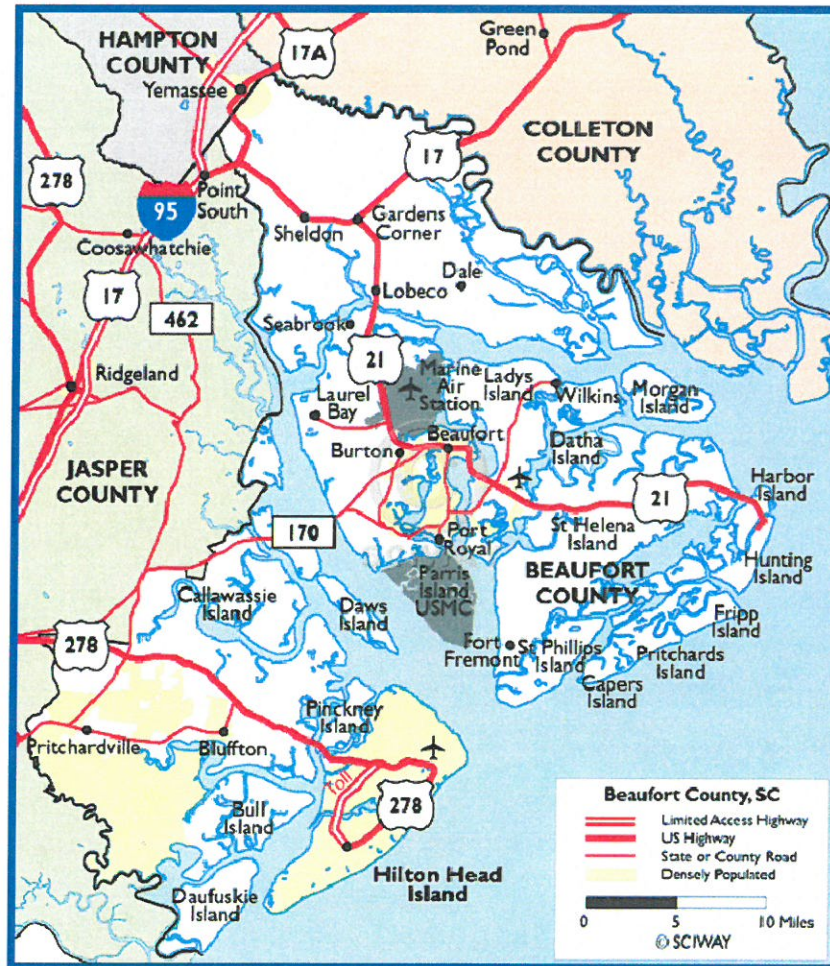 HAMPTON
COUNTY
17A
Green
Pond
Yemassee
COLLETON
COUNTY
17
278
Point
South
95
Coosawhatchie
Sheldon
Gardens
Corner
Dale
17
462
Lobeco
Seabrook
21
Ridgeland
Marine
Air
Station
Ladys
Island
Wilkins
Morgan
Island
Laurel
Bay
Beaufort
Datha
Island
Burton
JASPER
COUNTY
Harbor
Island
21
170
Port
Royal
St Helena
Island
Hunting
Island
Callawassie
Island
Daws
Island
Parris
Island
USMC
BEAUFORT
COUNTY
Fripp
Island
278
Fort
Fremont
St Phillips
Island
Pritchards
Island
Capers
Island
Pinckney
Island
Pritchardville
Bluffton
toll
278
Bull
Island
Hilton Head
Island
Daufuskie
Island
Beaufort County, SC
Limited Access Highway
US Highway
State or County Road
Densely Populated
0 5 10 Miles
© SCIWAY